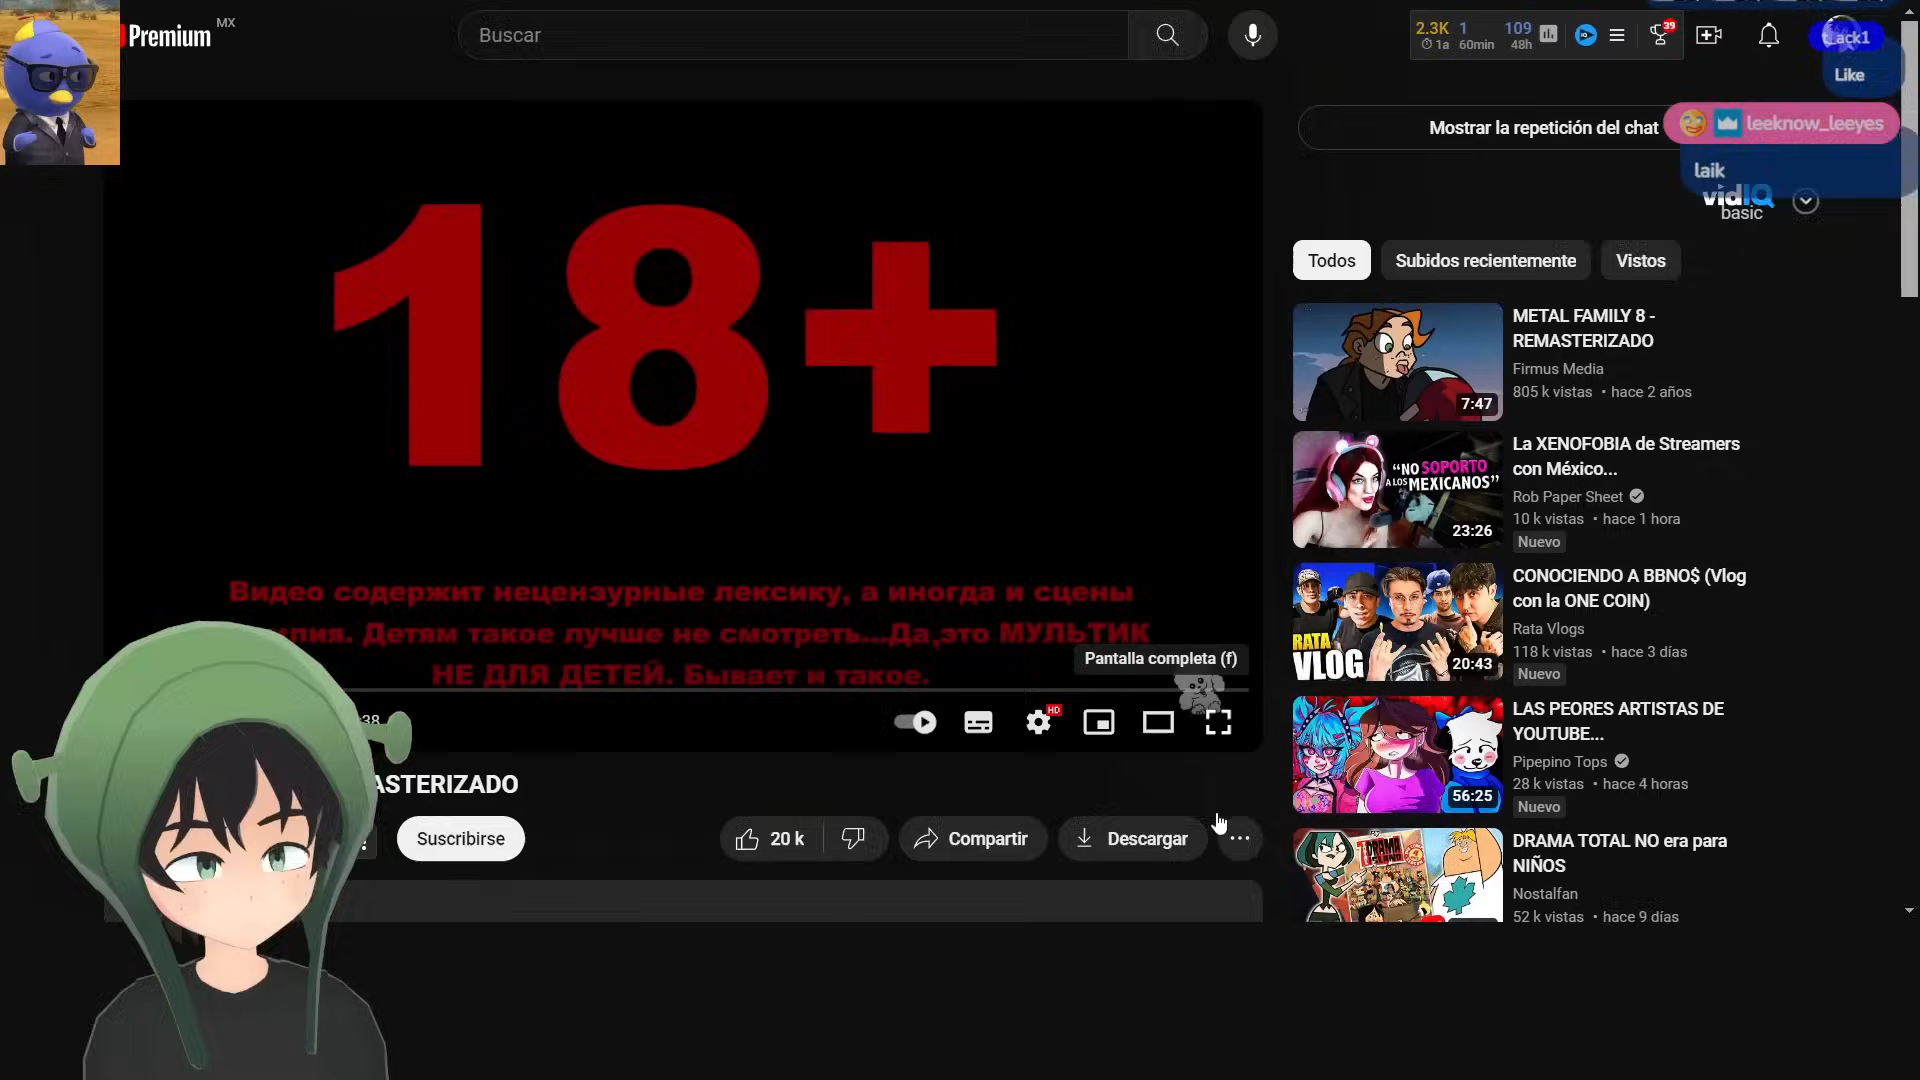 Premium
MX
Buscar
2.3K 1 109
1a 60min 48h
39
Like
leeknow_leeyes
laik
Mostrar la repetición del chat
vidIQ
basic
Todos
Subidos recientemente
Vistos
18+
Видео содержит нецензурные лексику, а иногда и сцены
Детям такое лучше не смотреть...Да,это МУЛЬТИК
НЕ ДЛЯ ДЕТЕЙ. Бывает и такое.
Pantalla completa (f)
HD
ASTERIZADO
Suscribirse
20 k
Compartir
Descargar
METAL FAMILY 8 -
REMASTERIZADO
Firmus Media
805 k vistas • hace 2 años
7:47
"NO SOPORTO
A LOS MEXICANOS"
23:26
La XENOFOBIA de Streamers
con México...
Rob Paper Sheet
10 k vistas • hace 1 hora
Nuevo
RATA
VLOG
20:43
CONOCIENDO A BBNO$ (Vlog
con la ONE COIN)
Rata Vlogs
118 k vistas • hace 3 días
Nuevo
56:25
LAS PEORES ARTISTAS DE
YOUTUBE...
Pipepino Tops
28 k vistas • hace 4 horas
Nuevo
DRAMA TOTAL NO era para
NIÑOS
Nostalfan
52 k vistas • hace 9 días